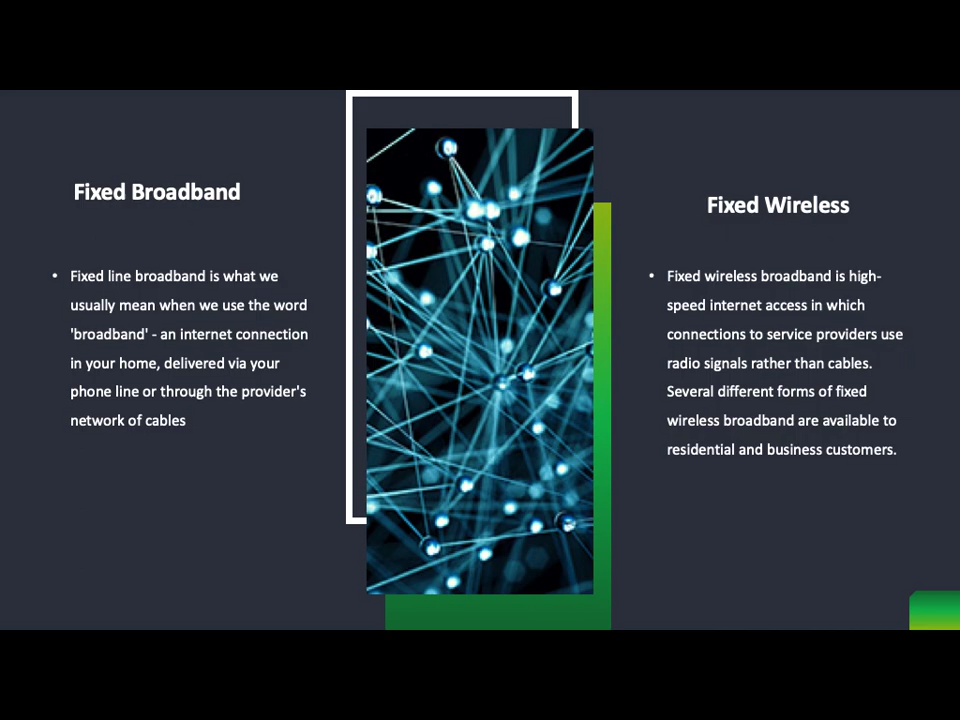 Fixed Broadband
• Fixed line broadband is what we
usually mean when we use the word
'broadband' - an internet connection
in your home, delivered via your
phone line or through the provider's
network of cables
Fixed Wireless
• Fixed wireless broadband is high-
speed internet access in which
connections to service providers use
radio signals rather than cables.
Several different forms of fixed
wireless broadband are available to
residential and business customers.